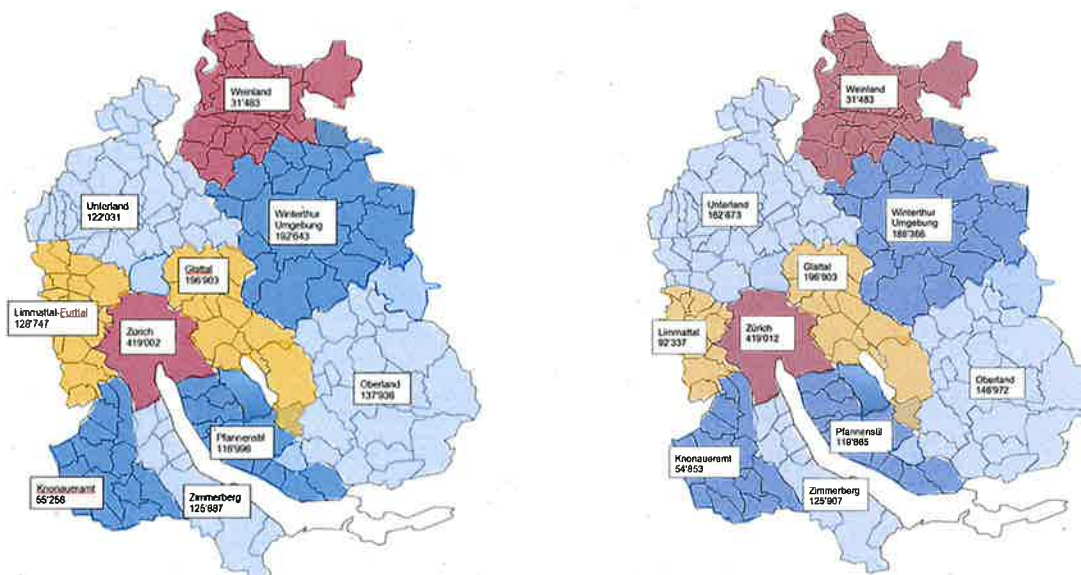 Weinland
31'483
Unterland
122'031
Winterthur
Umgebung
192'643
Glattal
196'903
Limmattal-Furttal
128'747
Zürich
419'002
Oberland
137'936
Pfannenstil
116'996
Knonaueramt
55'256
Zimmerberg
125'887
Weinland
31'483
Unterland
162'673
Winterthur
Umgebung
188'366
Glattal
196'903
Limmattal
92'337
Zürich
419'012
Oberland
146'972
Pfannenstil
119'865
Knonaueramt
54'853
Zimmerberg
125'907